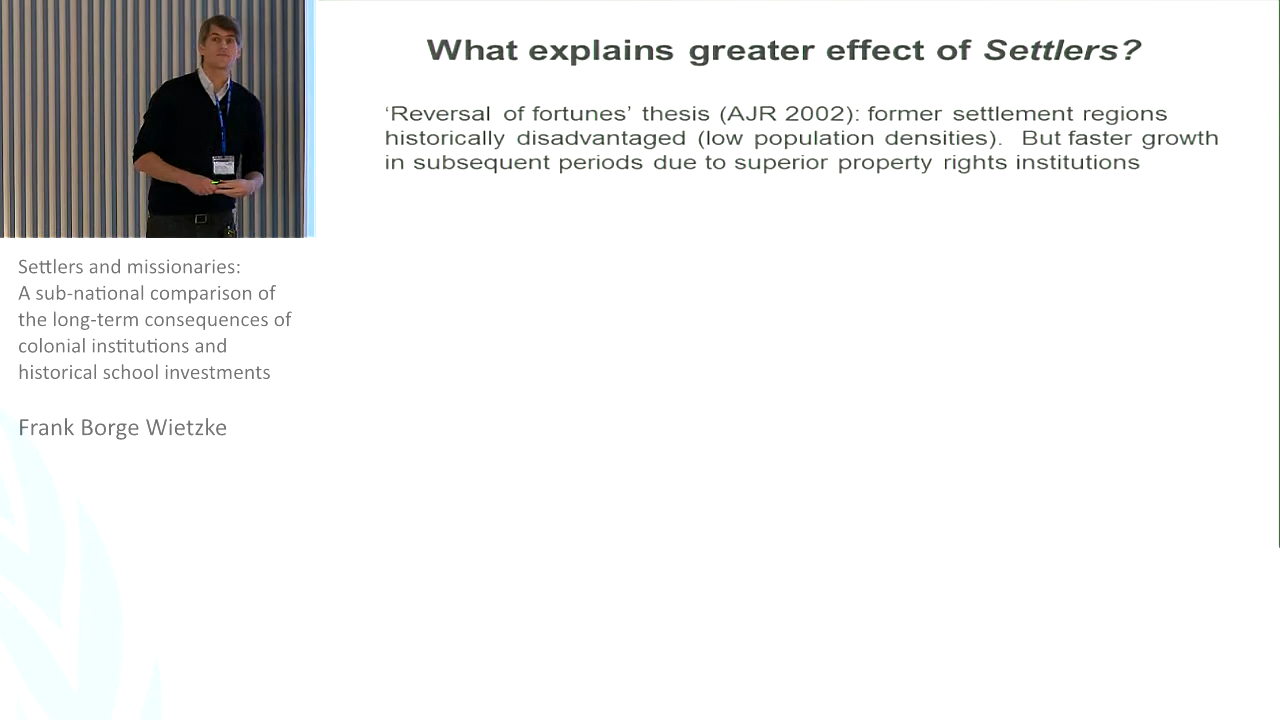 What explains greater effect of Settlers?
‘Reversal of fortunes’ thesis (AJR 2002): former settlement regions
historically disadvantaged (low population densities). But faster growth
in subsequent periods due to superior property rights institutions
Settlers and missionaries:
A sub-national comparison of
the long-term consequences of
colonial institutions and
historical school investments
Frank Borge Wietzke